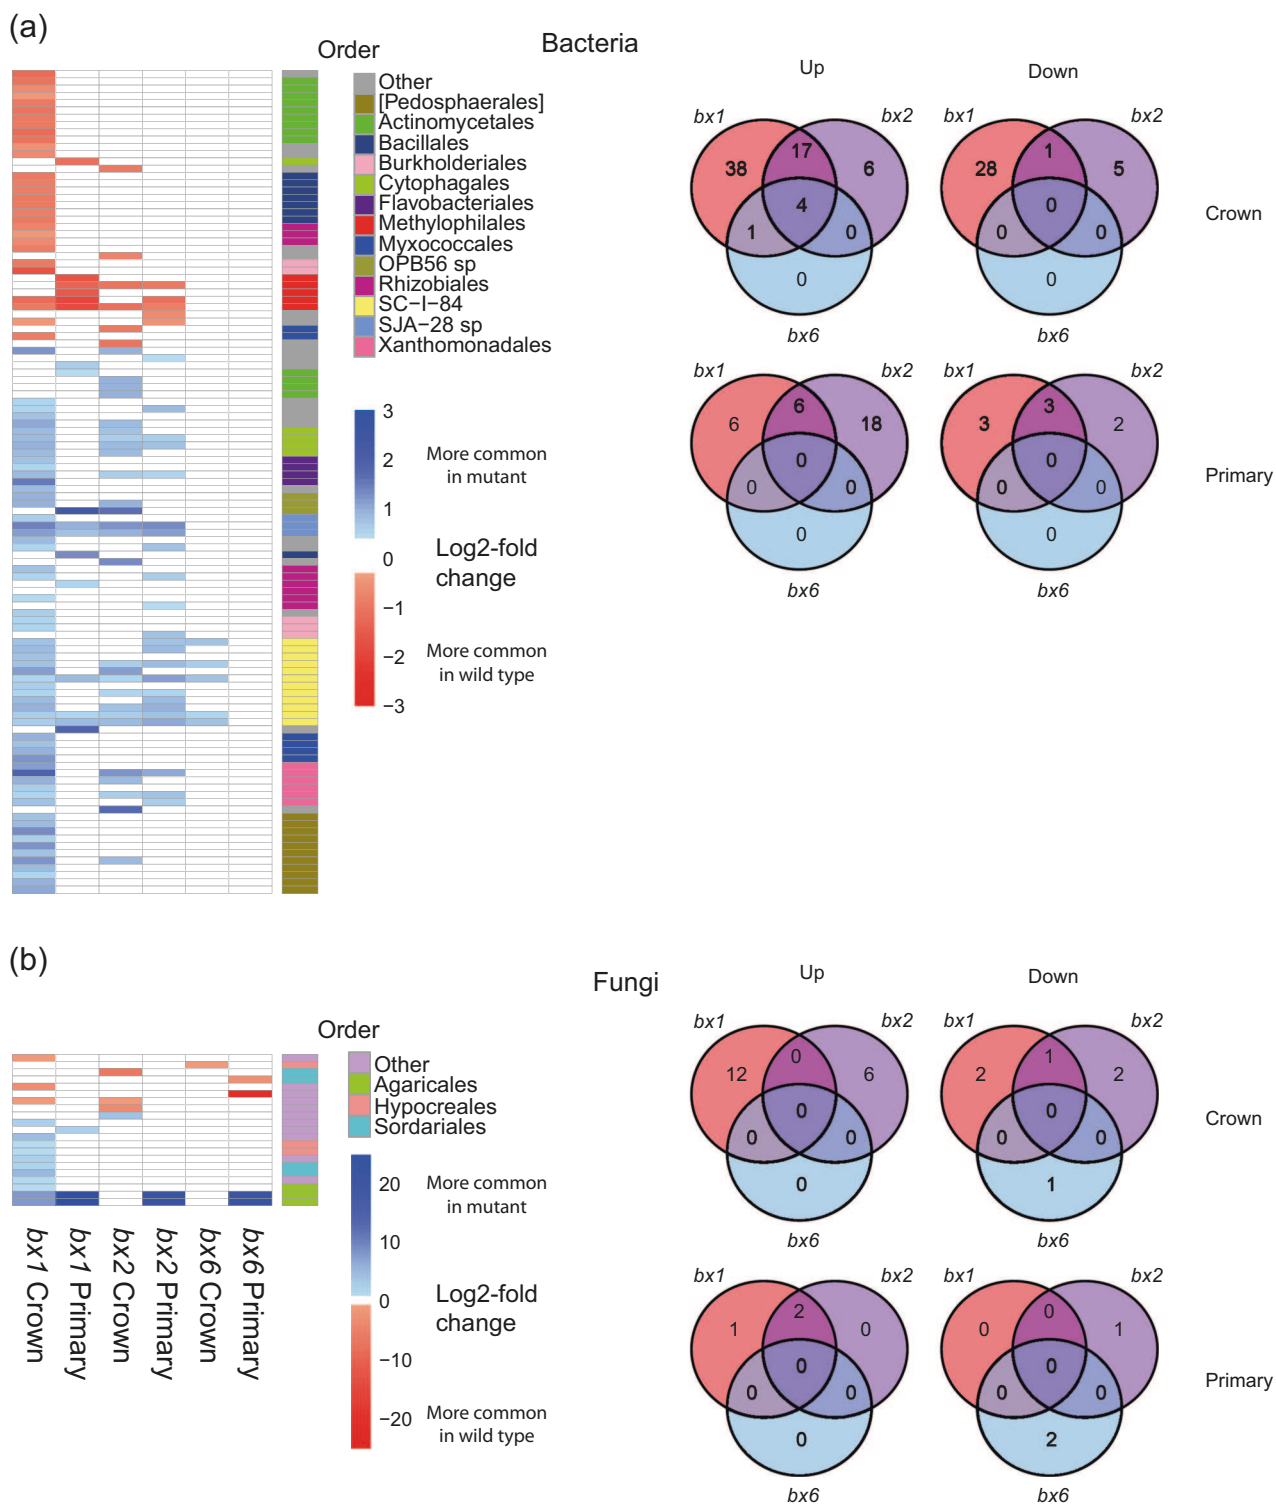 (a)
Bacteria
Order
Other
[Pedosphaerales]
Actinomycetales
Bacillales
Burkholderiales
Cytophagales
Flavobacteriales
Methylophilales
Myxococcales
OPB56 sp
Rhizobiales
SC−I−84
SJA−28 sp
Xanthomonadales
3
2
1
0
−1
−2
−3
More common
in mutant
Log2-fold
change
More common
in wild type
Up
Down
bx1
bx2
38
17
6
4
1
0
0
bx6
bx1
bx2
28
1
5
0
0
0
0
bx6
Crown
bx1
bx2
6
6
18
0
0
0
0
bx6
bx1
bx2
3
3
2
0
0
0
0
bx6
Primary
(b)
Fungi
Order
Other
Agaricales
Hypocreales
Sordariales
20
10
0
−10
−20
More common
in mutant
Log2-fold
change
More common
in wild type
bx1 Crown
bx1 Primary
bx2 Crown
bx2 Primary
bx6 Crown
bx6 Primary
Up
Down
bx1
bx2
12
0
6
0
0
0
0
bx6
bx1
bx2
2
1
2
0
0
0
1
bx6
Crown
bx1
bx2
1
2
0
0
0
0
0
bx6
bx1
bx2
0
0
1
0
0
0
2
bx6
Primary